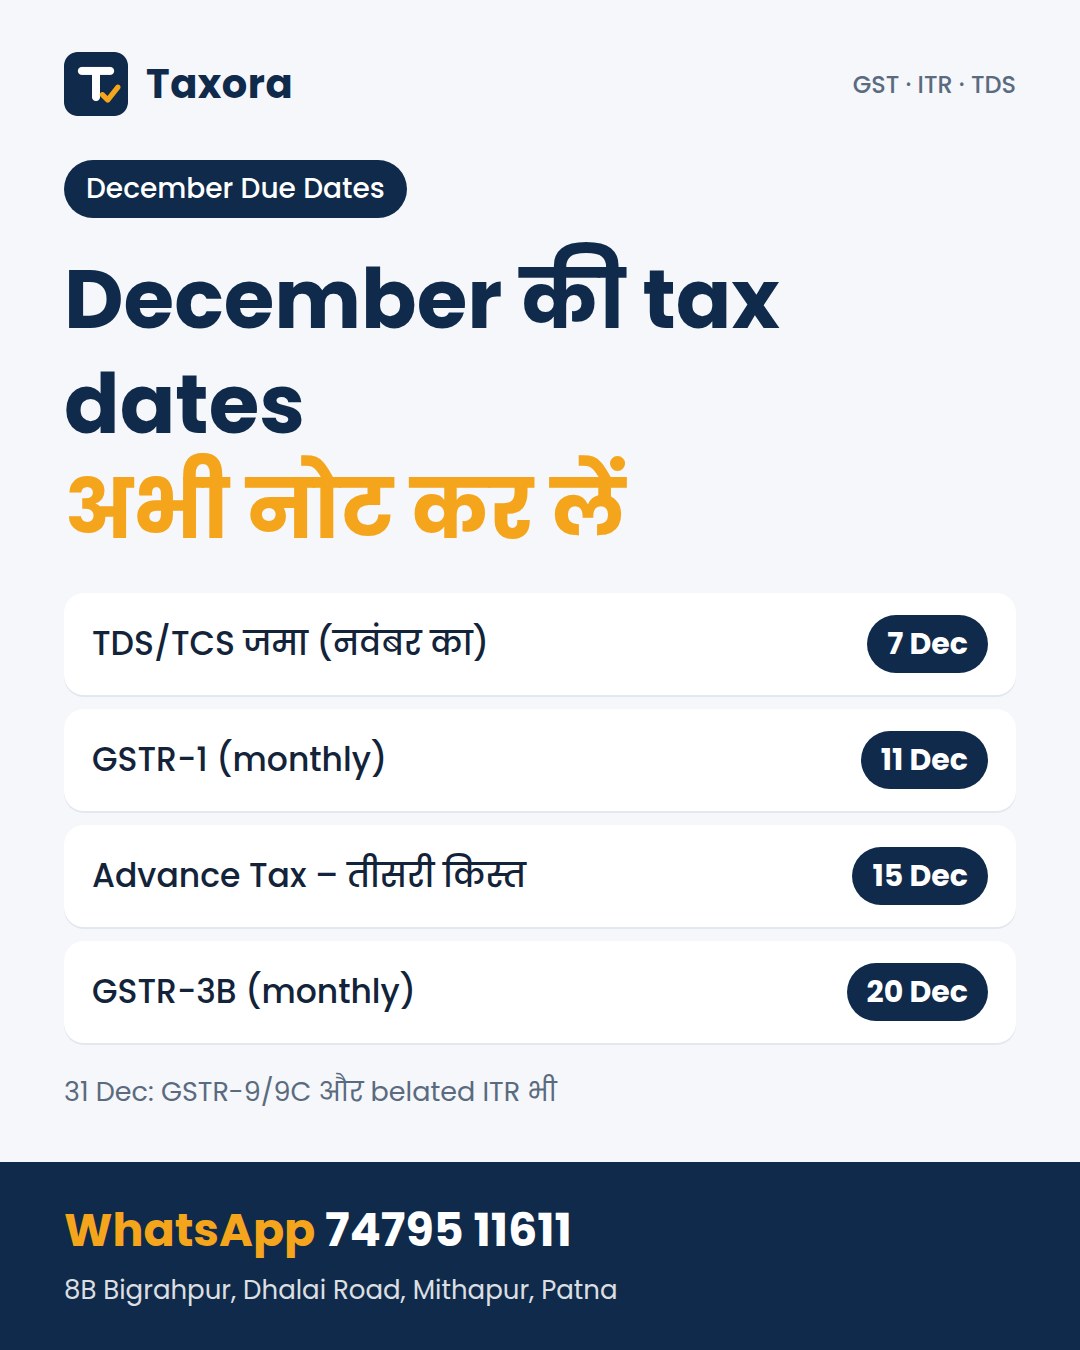 Taxora
GST · ITR · TDS
December Due Dates
December की tax
dates
अभी नोट कर लें
TDS/TCS जमा (नवंबर का)
7 Dec
GSTR-1 (monthly)
11 Dec
Advance Tax – तीसरी किस्त
15 Dec
GSTR-3B (monthly)
20 Dec
31 Dec: GSTR-9/9C और belated ITR भी
WhatsApp 74795 11611
8B Bigrahpur, Dhalai Road, Mithapur, Patna